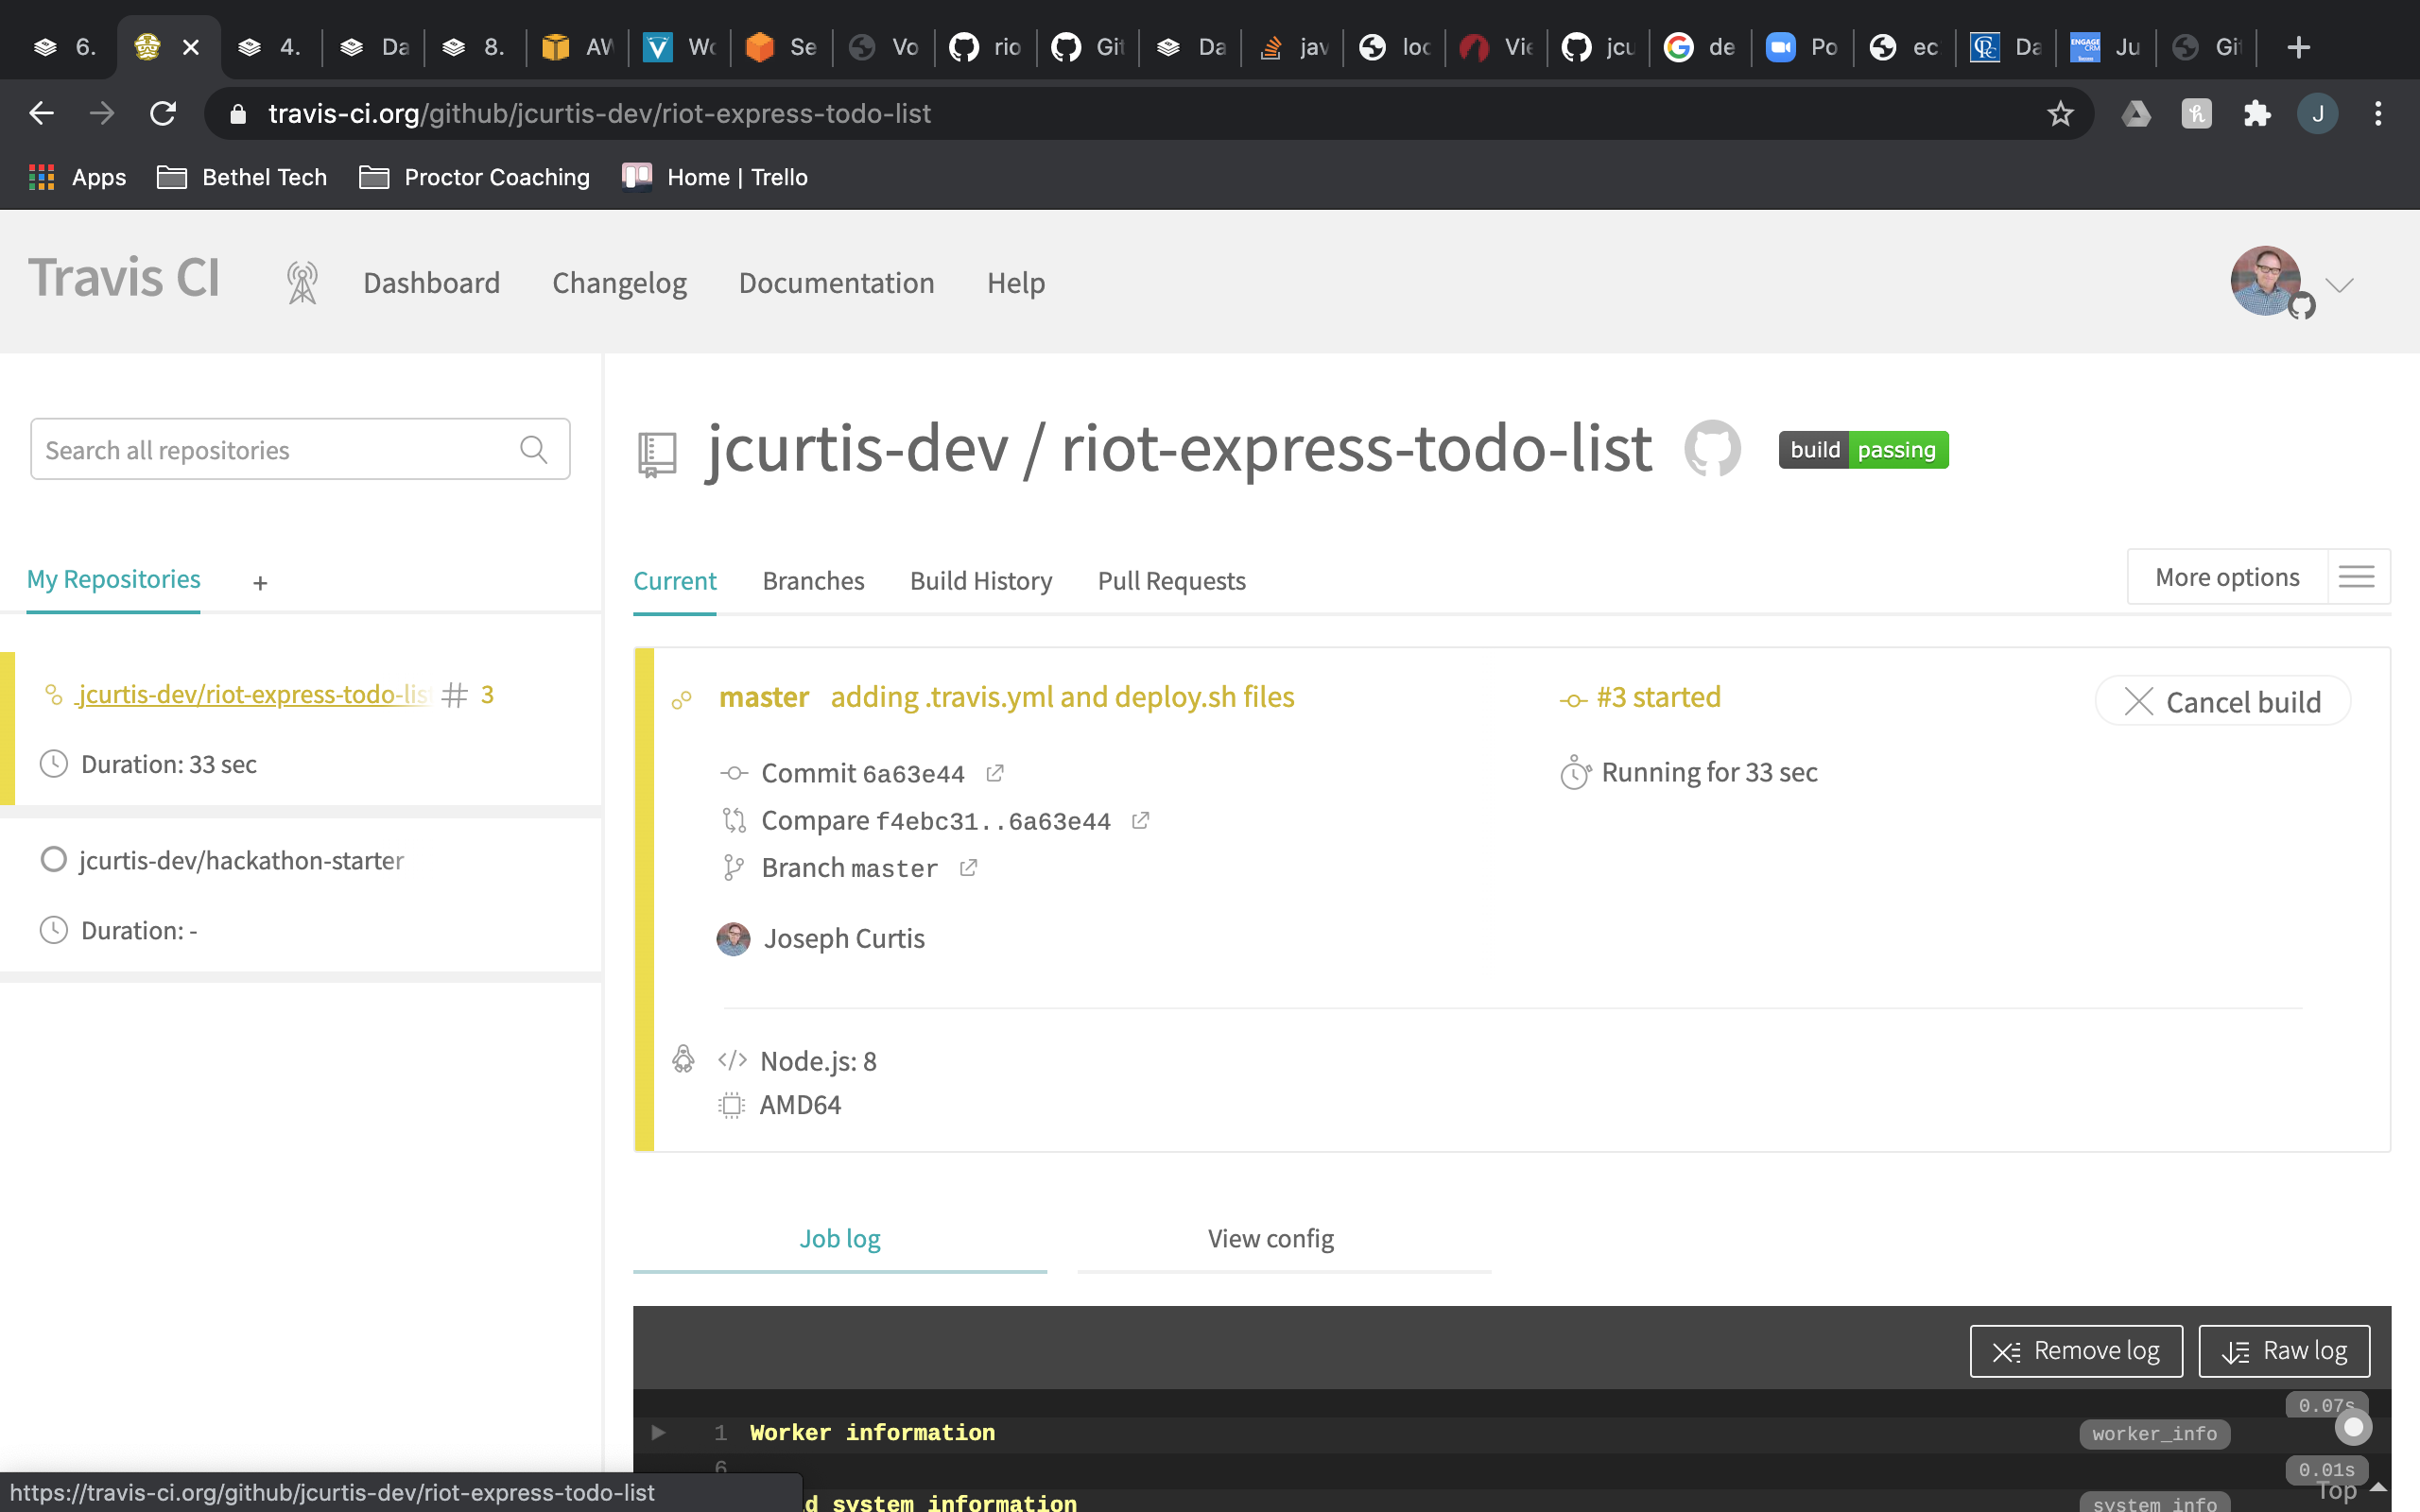 6.
4.
Da
8.
AW
Wo
Se
Vo
rio
Git
Da
jav
loc
Vie
jcu
de
Po
ec
Da
ENGAGE CRM
Ju
Git
travis-ci.org/github/jcurtis-dev/riot-express-todo-list
J
Apps
Bethel Tech
Proctor Coaching
Home | Trello
Travis CI
Dashboard
Changelog
Documentation
Help
Search all repositories
jcurtis-dev / riot-express-todo-list
build passing
My Repositories
+
Current
Branches
Build History
Pull Requests
More options
jcurtis-dev/riot-express-todo-list # 3
Duration: 33 sec
jcurtis-dev/hackathon-starter
Duration: -
master adding .travis.yml and deploy.sh files
#3 started
Cancel build
Commit 6a63e44
Running for 33 sec
Compare f4ebc31..6a63e44
Branch master
Joseph Curtis
Node.js: 8
AMD64
Job log
View config
Remove log
Raw log
0.07s
1 Worker information
worker_info
6
0.01s
Top
d system information
system_info
https://travis-ci.org/github/jcurtis-dev/riot-express-todo-list